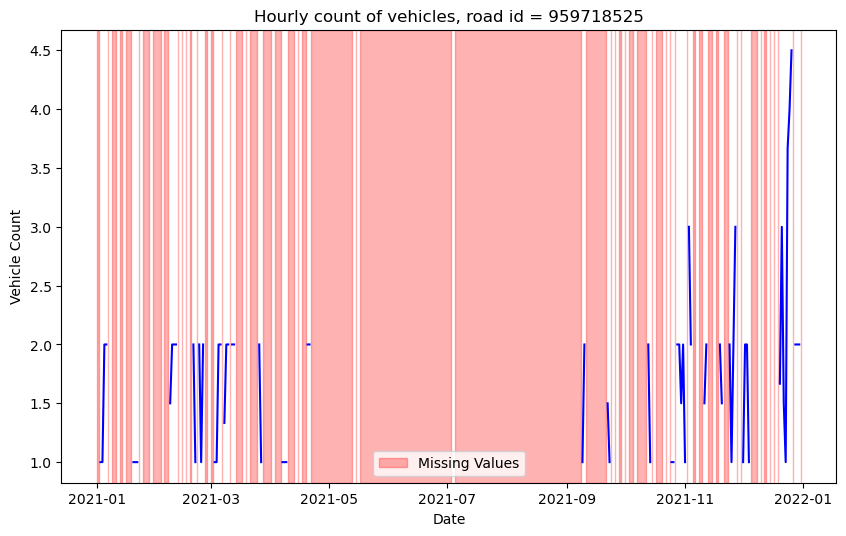 Hourly count of vehicles, road id = 959718525
Vehicle Count
4.5
4.0
3.5
3.0
2.5
2.0
1.5
1.0
Missing Values
2021-01 2021-03 2021-05 2021-07 2021-09 2021-11 2022-01
Date